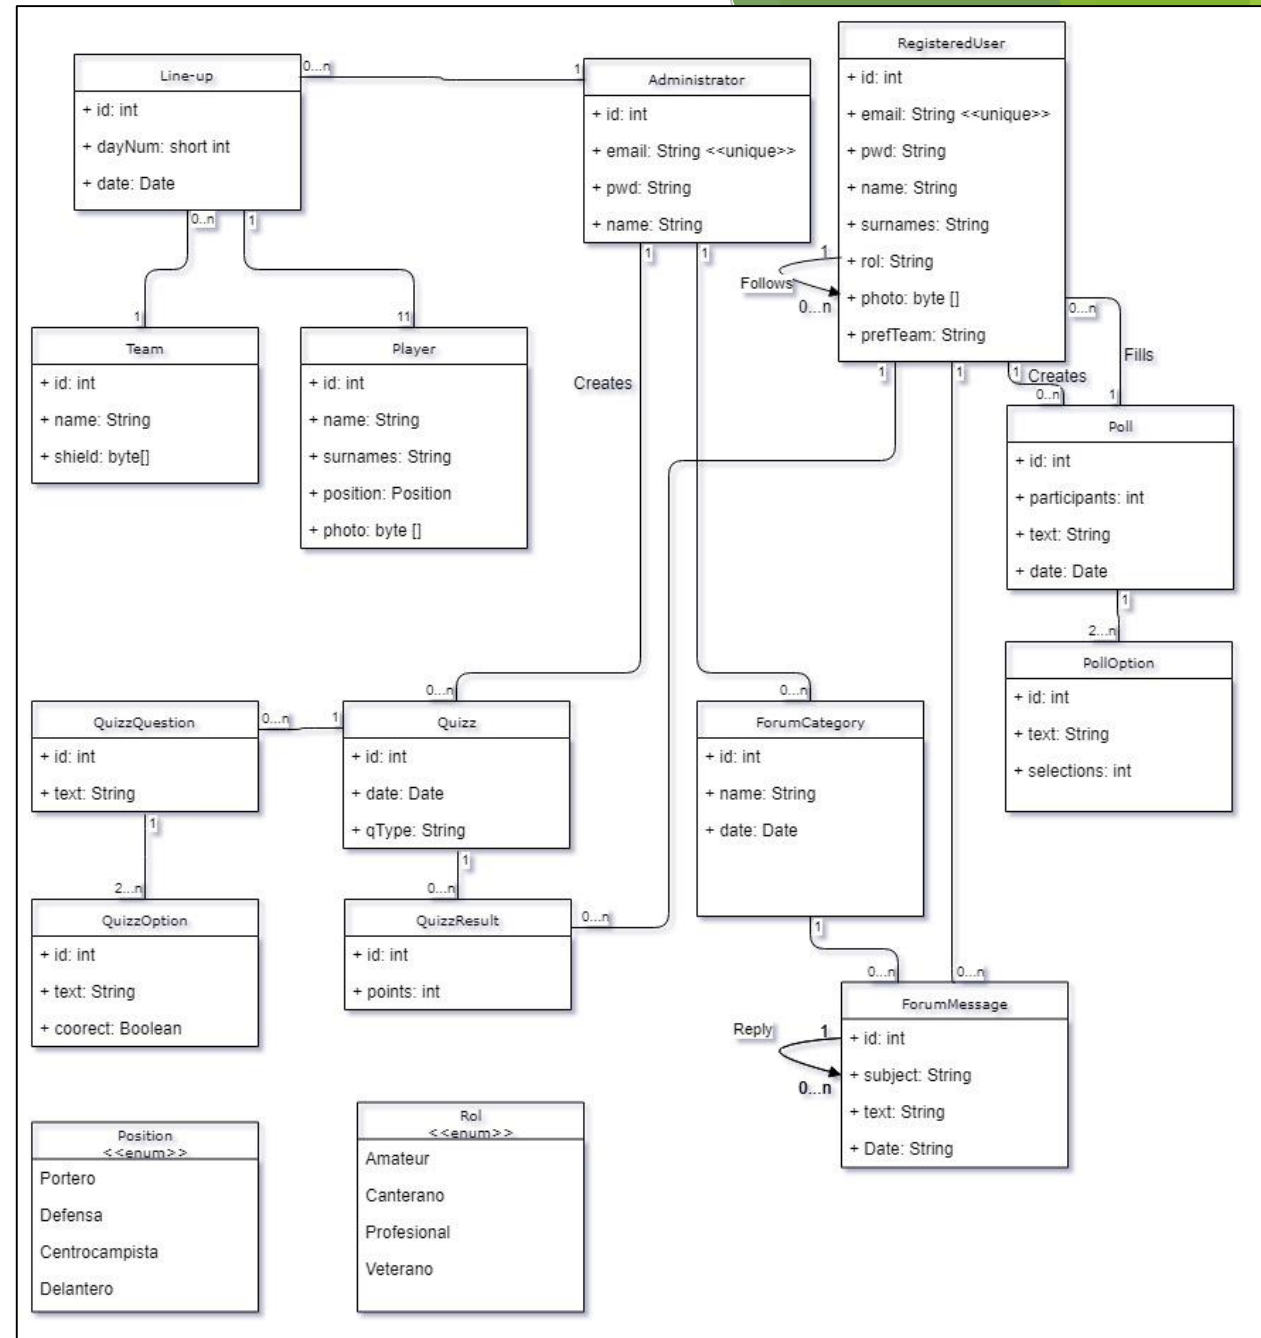 Line-up
+ id: int
+ dayNum: short int
+ date: Date
0...n
1
0...n
1
Administrator
+ id: int
+ email: String <<unique>>
+ pwd: String
+ name: String
1
1
RegisteredUser
+ id: int
+ email: String <<unique>>
+ pwd: String
+ name: String
+ surnames: String
+ rol: String
+ photo: byte []
+ prefTeam: String
1
Follows
0...n
0...n
Fills
1
1
1
1
Creates
0...n
1
Team
+ id: int
+ name: String
+ shield: byte[]
11
Player
+ id: int
+ name: String
+ surnames: String
+ position: Position
+ photo: byte []
Creates
Poll
+ id: int
+ participants: int
+ text: String
+ date: Date
1
2...n
PollOption
+ id: int
+ text: String
+ selections: int
QuizzQuestion
+ id: int
+ text: String
0...n
1
1
2...n
0...n
Quizz
+ id: int
+ date: Date
+ qType: String
1
0...n
0...n
ForumCategory
+ id: int
+ name: String
+ date: Date
1
QuizzOption
+ id: int
+ text: String
+ coorect: Boolean
QuizzResult
+ id: int
+ points: int
0...n
0...n
0...n
ForumMessage
+ id: int
+ subject: String
+ text: String
+ Date: String
Reply
1
0...n
Position
<<enum>>
Portero
Defensa
Centrocampista
Delantero
Rol
<<enum>>
Amateur
Canterano
Profesional
Veterano